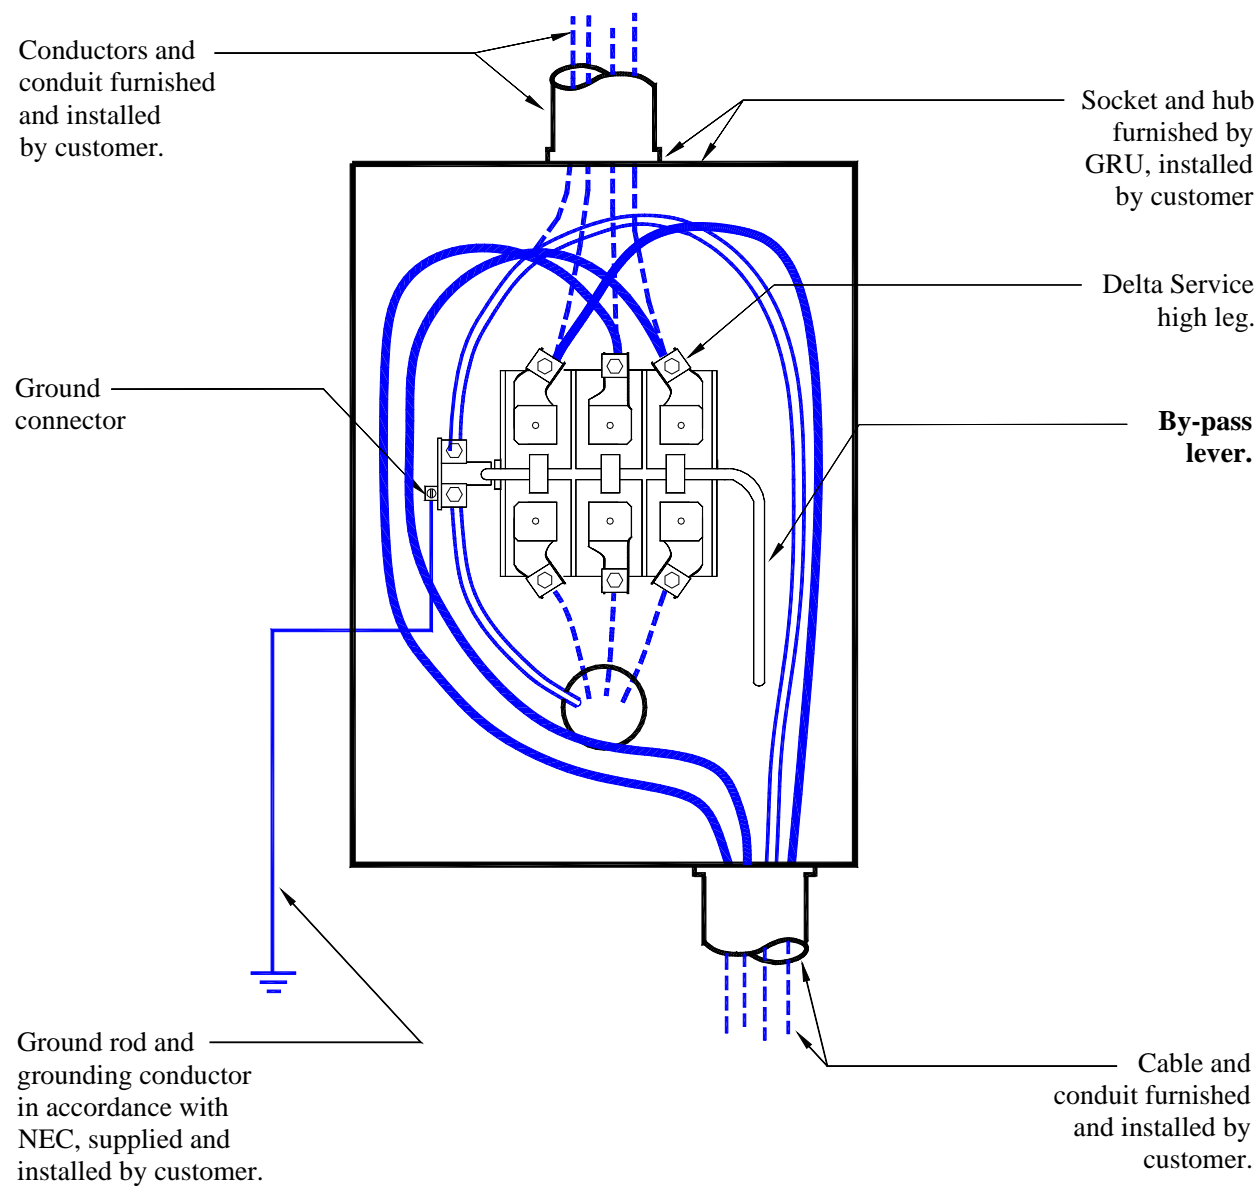 Conductors and
conduit furnished
and installed
by customer.
Socket and hub
furnished by
GRU, installed
by customer
Delta Service
high leg.
Ground
connector
By-pass
lever.
Ground rod and
grounding conductor
in accordance with
NEC, supplied and
installed by customer.
Cable and
conduit furnished
and installed by
customer.